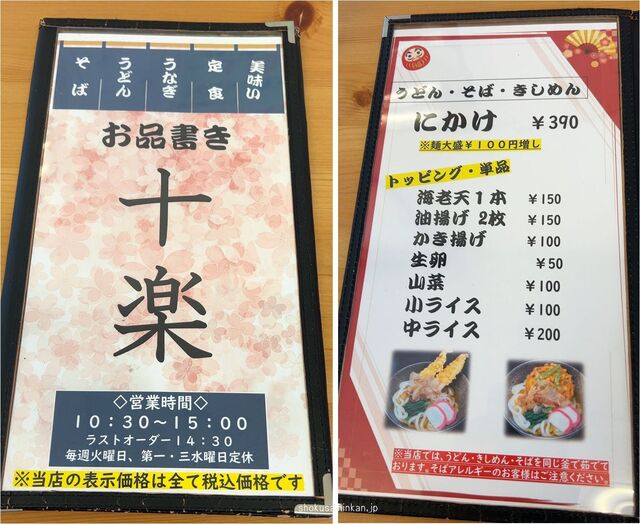 美味い
定食
うなぎ
うどん
そば
お品書き
十楽
◇営業時間◇
10:30～15:00
ラストオーダー14:30
毎週火曜日、第一・三水曜日定休
※当店の表示価格は全て税込価格です
うどん・そば・きしめん
にかけ ￥390
※麺大盛￥100円増し
トッピング・単品
海老天1本 ￥150
油揚げ 2枚 ￥150
かき揚げ ￥100
生卵 ￥50
山菜 ￥100
小ライス ￥100
中ライス ￥200
※当店では、うどん・きしめん・そばを同じ釜で茹でて
おります。そばアレルギーのお客様はご注意ください。
shokusaminkan.jp